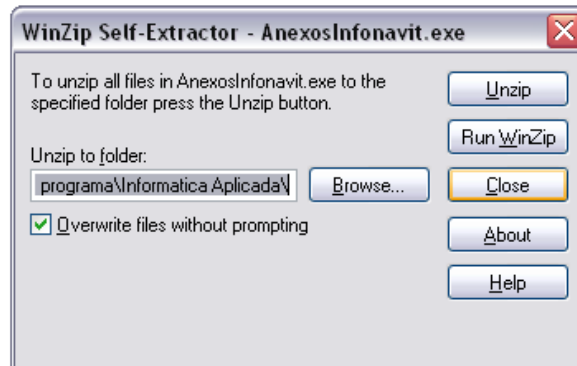 WinZip Self-Extractor - AnexosInfonavit.exe
To unzip all files in AnexosInfonavit.exe to the
specified folder press the Unzip button.
Unzip to folder:
programa\Informatica Aplicada\
Browse...
Overwrite files without prompting
Unzip
Run WinZip
Close
About
Help